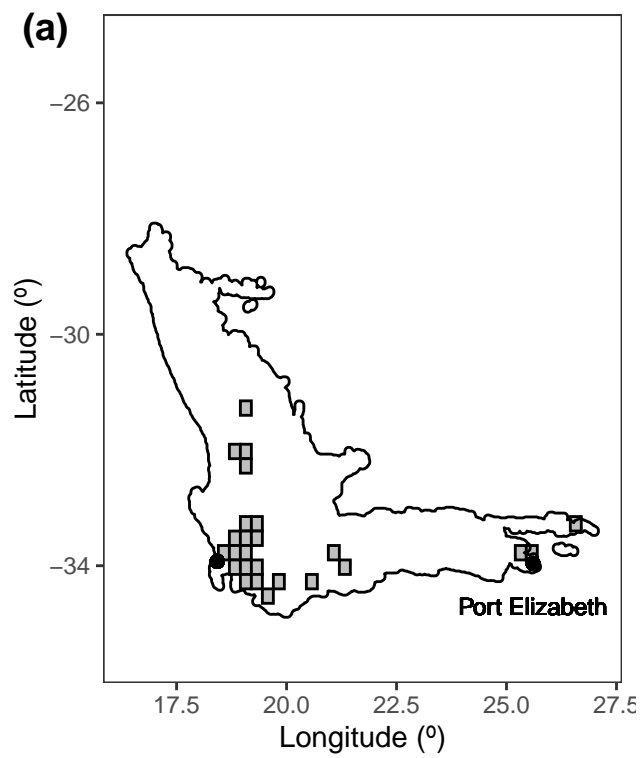 (a)
−26
−30
−34
Latitude (º)
Port Elizabeth
17.5 20.0 22.5 25.0 27.5
Longitude (º)